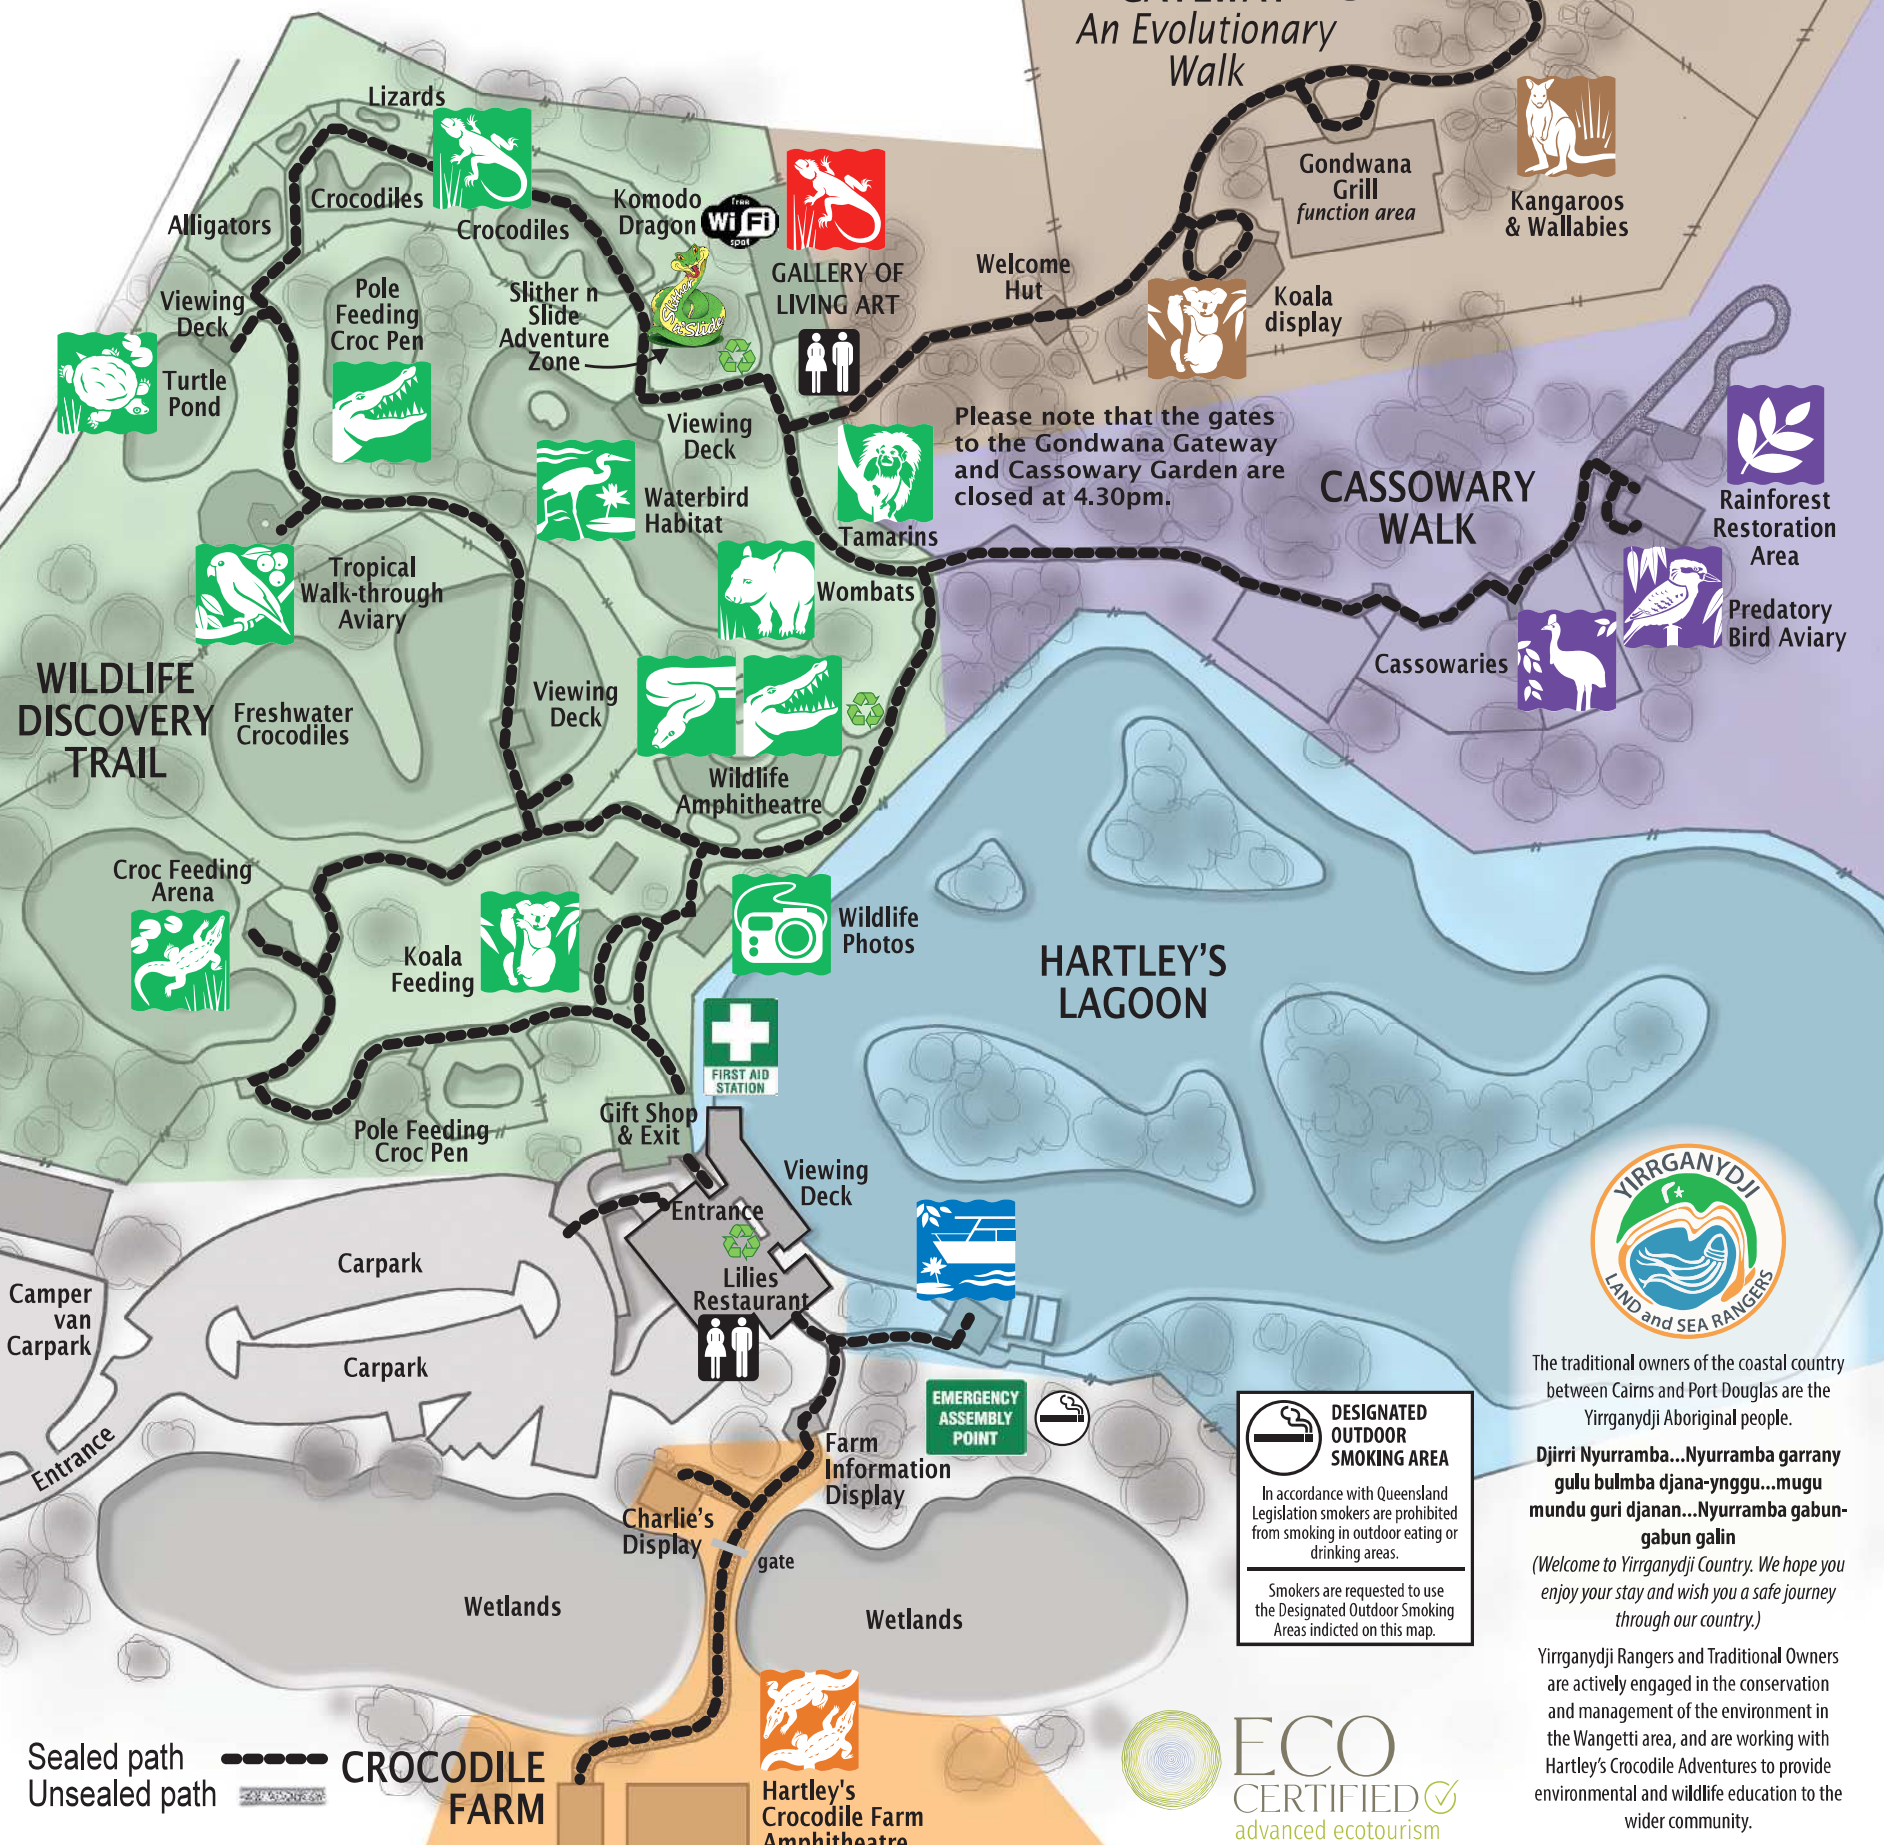 An Evolutionary
Walk
Lizards
Crocodiles
Alligators
Crocodiles
Komodo
Dragon
free
WiFi
spot
Slither
n Slide
GALLERY OF
LIVING ART
Welcome
Hut
Gondwana
Grill
function area
Kangaroos
& Wallabies
Koala
display
Viewing
Deck
Pole
Feeding
Croc Pen
Slither n
Slide
Adventure
Zone
Turtle
Pond
Viewing
Deck
Waterbird
Habitat
Tamarins
Please note that the gates
to the Gondwana Gateway
and Cassowary Garden are
closed at 4.30pm.
CASSOWARY
WALK
Rainforest
Restoration
Area
Predatory
Bird Aviary
Cassowaries
Tropical
Walk-through
Aviary
Wombats
WILDLIFE
DISCOVERY
TRAIL
Freshwater
Crocodiles
Viewing
Deck
Wildlife
Amphitheatre
Croc Feeding
Arena
Koala
Feeding
Wildlife
Photos
HARTLEY'S
LAGOON
FIRST AID
STATION
Pole Feeding
Croc Pen
Gift Shop
& Exit
Viewing
Deck
Entrance
Lilies
Restaurant
Carpark
Carpark
Camper
van
Carpark
Entrance
EMERGENCY
ASSEMBLY
POINT
Farm
Information
Display
Charlie's
Display
gate
Wetlands
Wetlands
DESIGNATED
OUTDOOR
SMOKING AREA
In accordance with Queensland
Legislation smokers are prohibited
from smoking in outdoor eating or
drinking areas.
Smokers are requested to use
the Designated Outdoor Smoking
Areas indicted on this map.
YIRRGANYDJI
LAND and SEA RANGERS
The traditional owners of the coastal country
between Cairns and Port Douglas are the
Yirrganydji Aboriginal people.
Djirri Nyurramba...Nyurramba garrany
gulu bulmba djana-ynggu...mugu
mundu guri djanan...Nyurramba gabun-
gabun galin
(Welcome to Yirrganydji Country. We hope you
enjoy your stay and wish you a safe journey
through our country.)
Yirrganydji Rangers and Traditional Owners
are actively engaged in the conservation
and management of the environment in
the Wangetti area, and are working with
Hartley's Crocodile Adventures to provide
environmental and wildlife education to the
wider community.
Sealed path
Unsealed path
CROCODILE
FARM
Hartley's
Crocodile Farm
Amphitheatre
ECO
CERTIFIED
advanced ecotourism